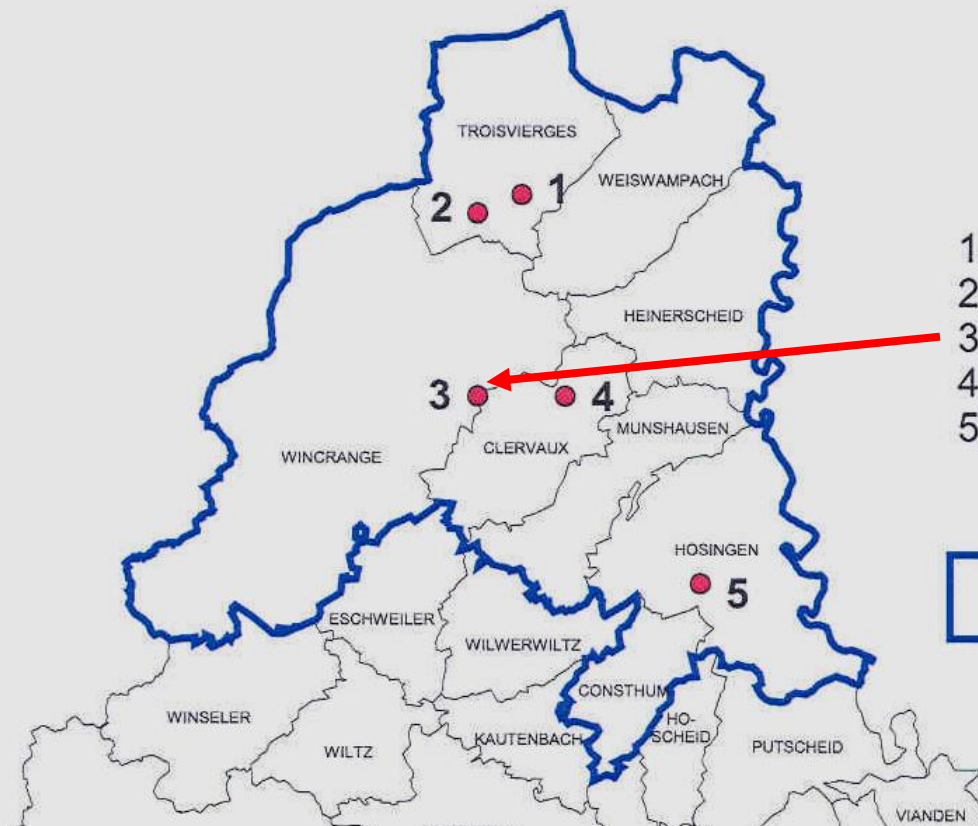 TROISVIERGES
WEISWAMPACH
1
2
1
2
HEINERSCHEID
3
3
4
4
MUNSHAUSEN
5
CLERVAUX
WINCRANGE
HOSINGEN
5
ESCHWEILER
WILWERWILTZ
CONSTHUM
WINSELER
HO-
SCHEID
KAUTENBACH
PUTSCHEID
WILTZ
VIANDEN